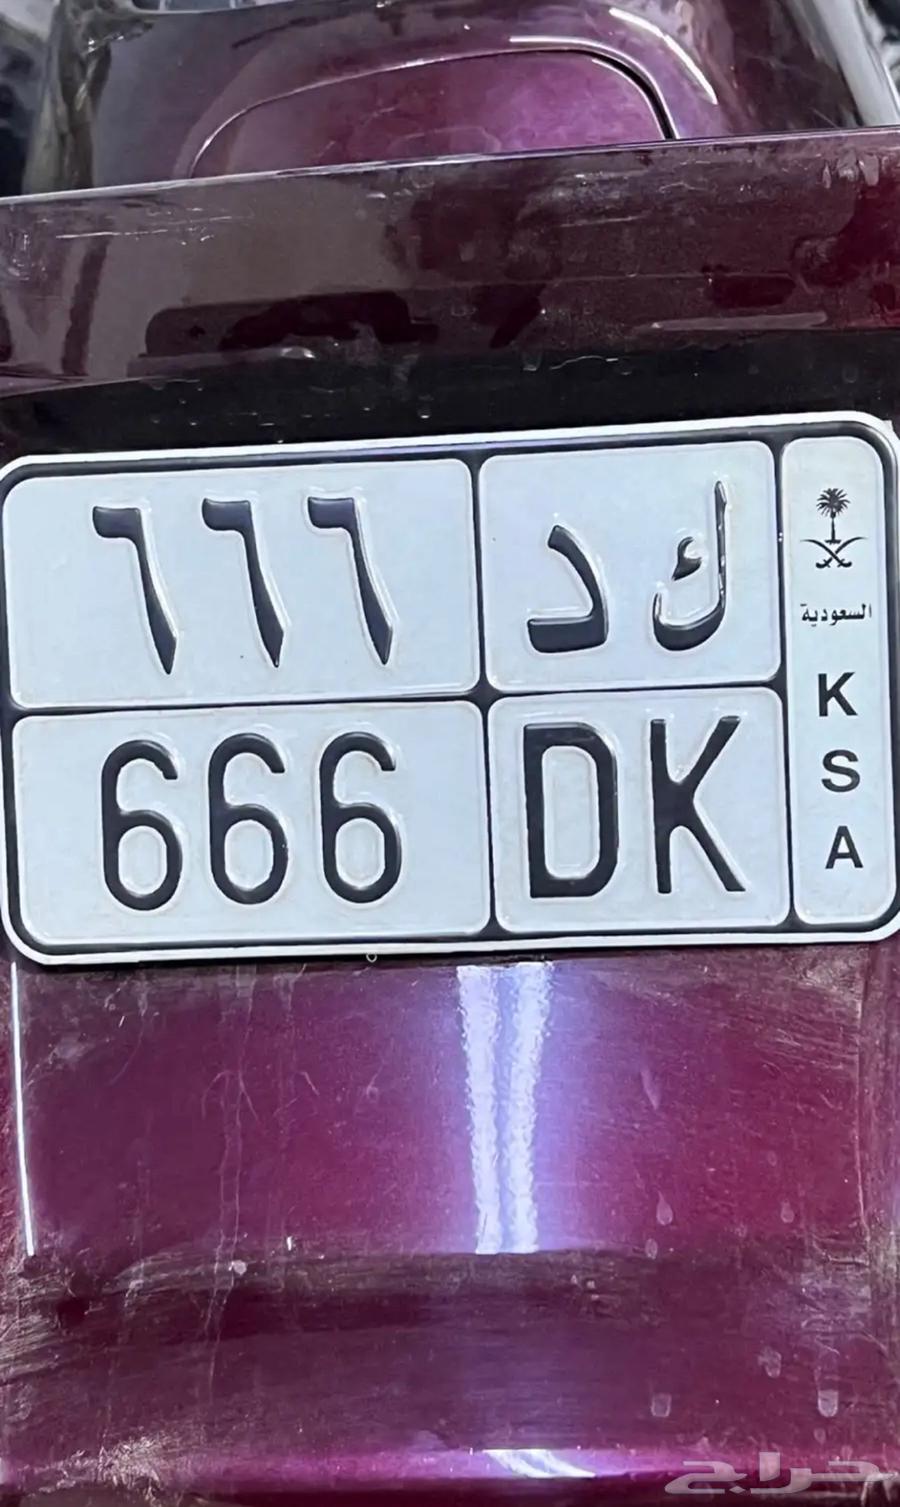 ٦٦٦ ك د
666 DK
السعودية
K
S
A
حراج